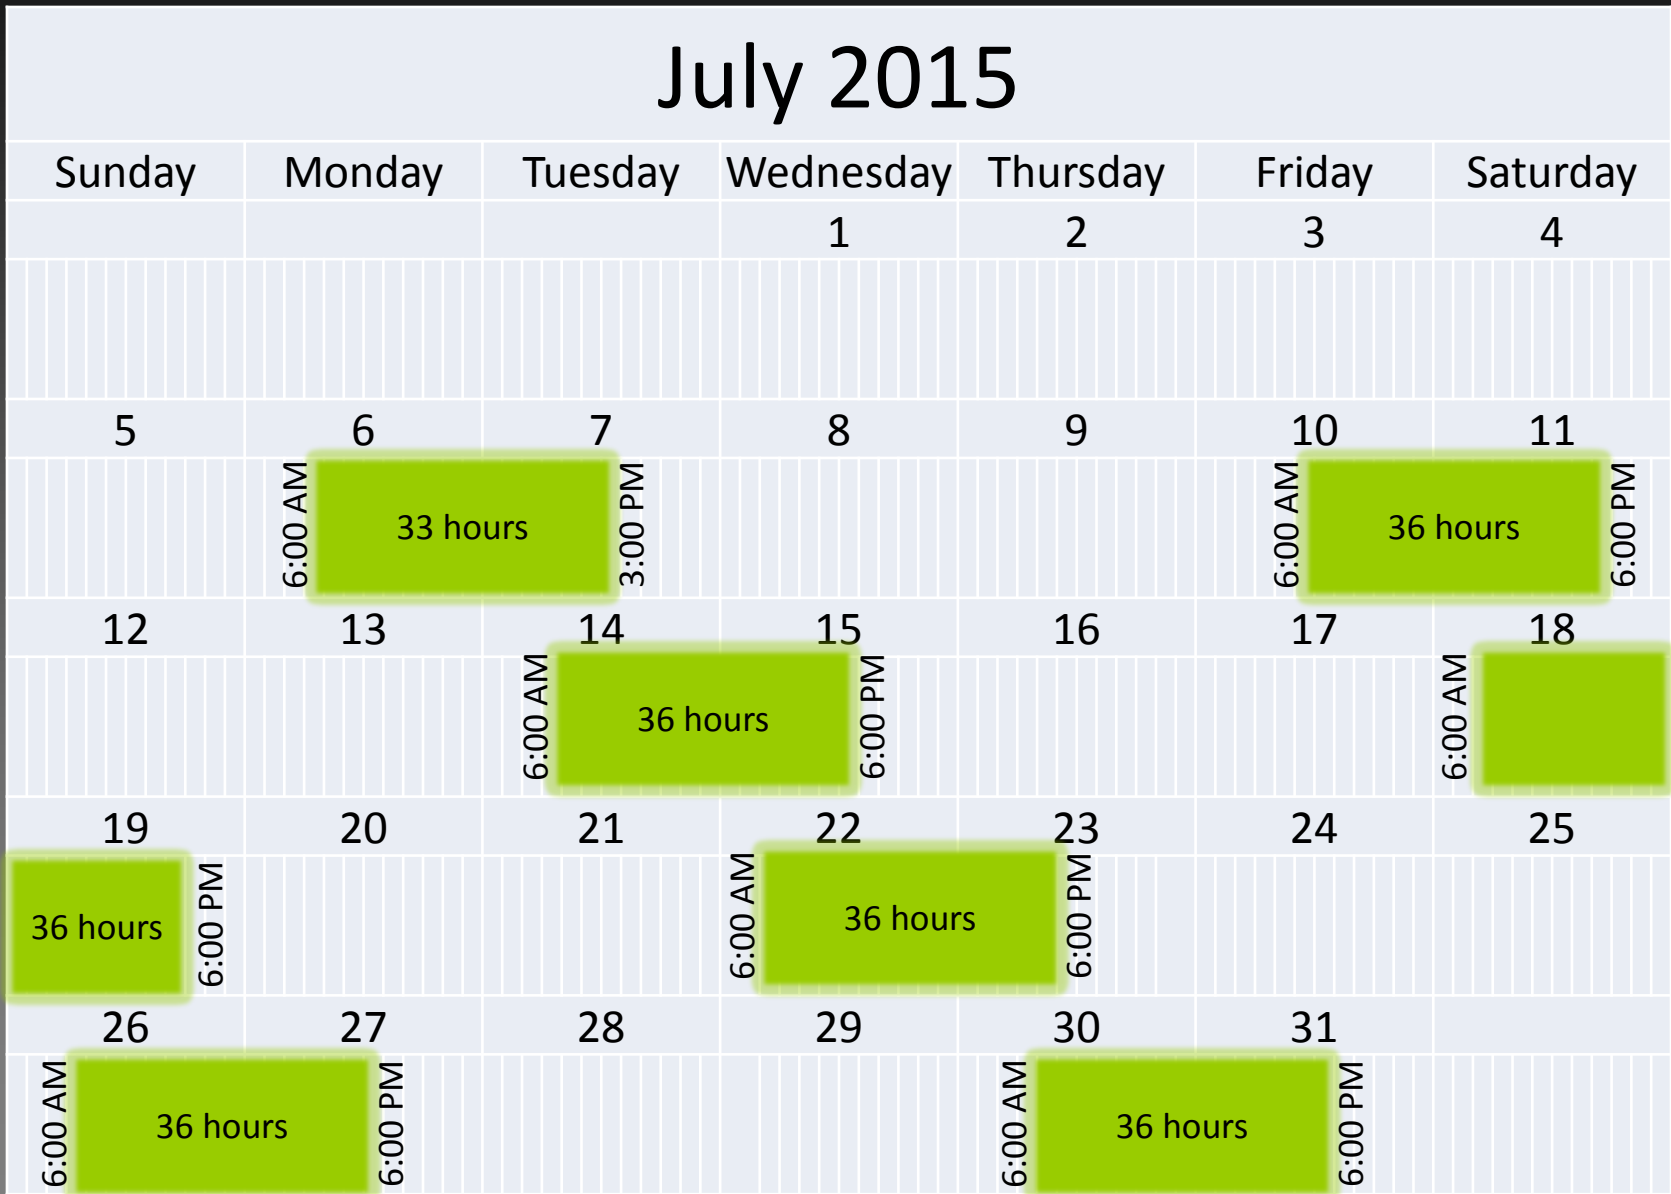 July 2015
Sunday Monday Tuesday Wednesday Thursday Friday Saturday
1 2 3 4
5 6 7 8 9 10 11
6:00 AM 33 hours 3:00 PM 6:00 AM 36 hours 6:00 PM
12 13 14 15 16 17 18
6:00 AM 36 hours 6:00 PM 6:00 AM
19 20 21 22 23 24 25
36 hours 6:00 PM 6:00 AM 36 hours 6:00 PM
26 27 28 29 30 31
6:00 AM 36 hours 6:00 PM 6:00 AM 36 hours 6:00 PM